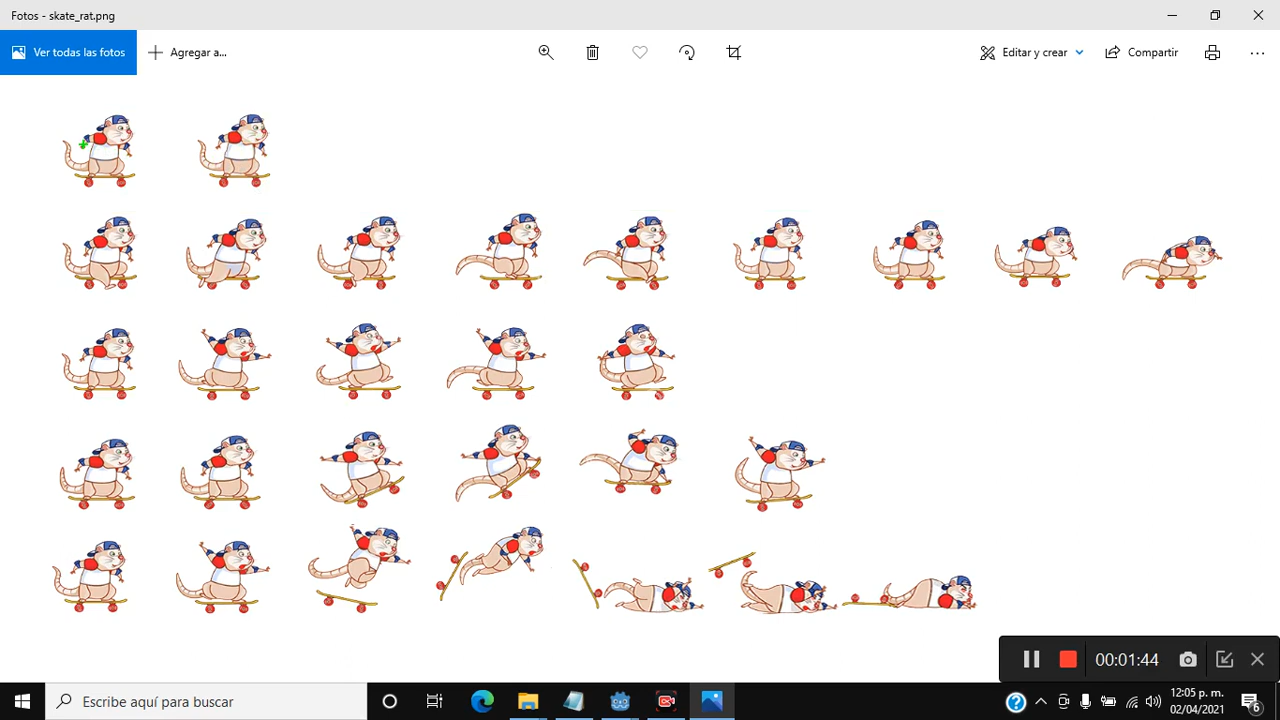 Fotos - skate_rat.png
Ver todas las fotos
Agregar a...
Editar y crear
Compartir
00:01:44
Escribe aquí para buscar
12:05 p. m.
02/04/2021
6